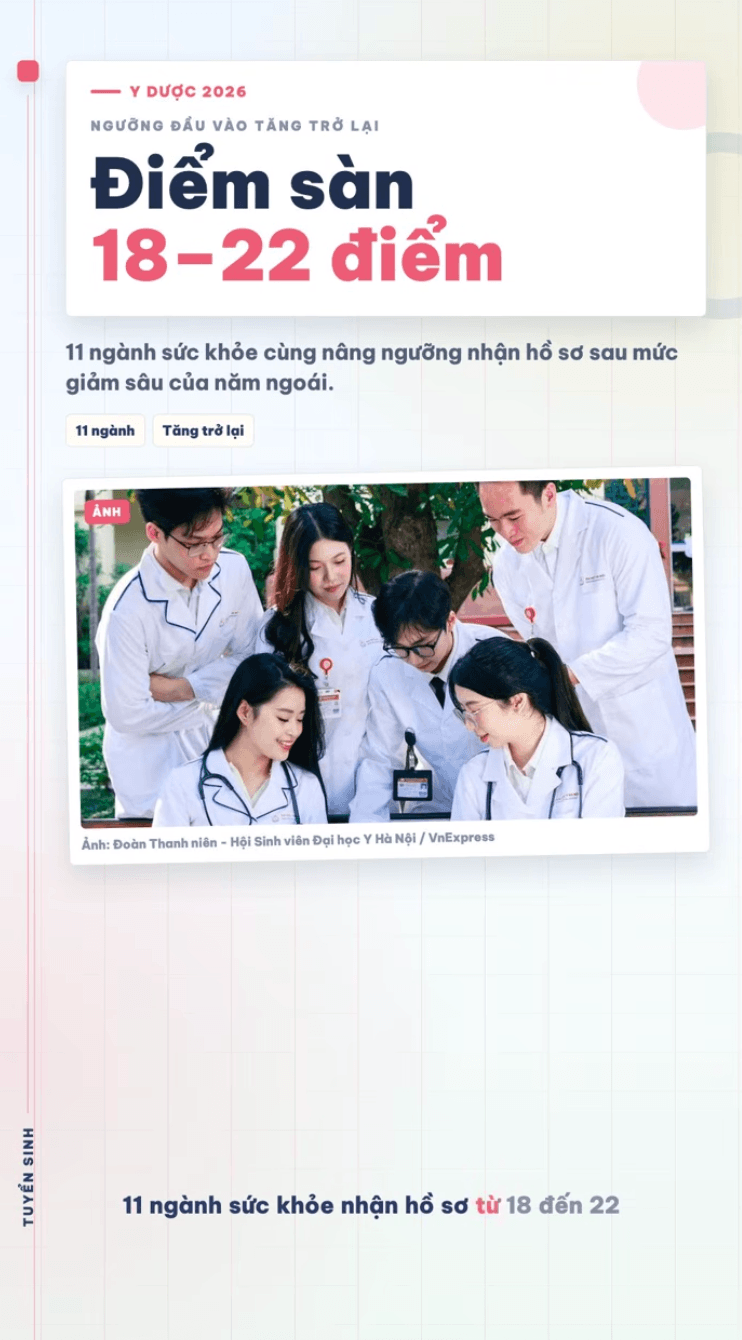 Y DƯỢC 2026
NGƯỠNG ĐẦU VÀO TĂNG TRỞ LẠI
Điểm sàn
18–22 điểm
11 ngành sức khỏe cùng nâng ngưỡng nhận hồ sơ sau mức
giảm sâu của năm ngoái.
11 ngành
Tăng trở lại
ẢNH
Ảnh: Đoàn Thanh niên - Hội Sinh viên Đại học Y Hà Nội / VnExpress
TUYỂN SINH
11 ngành sức khỏe nhận hồ sơ từ 18 đến 22